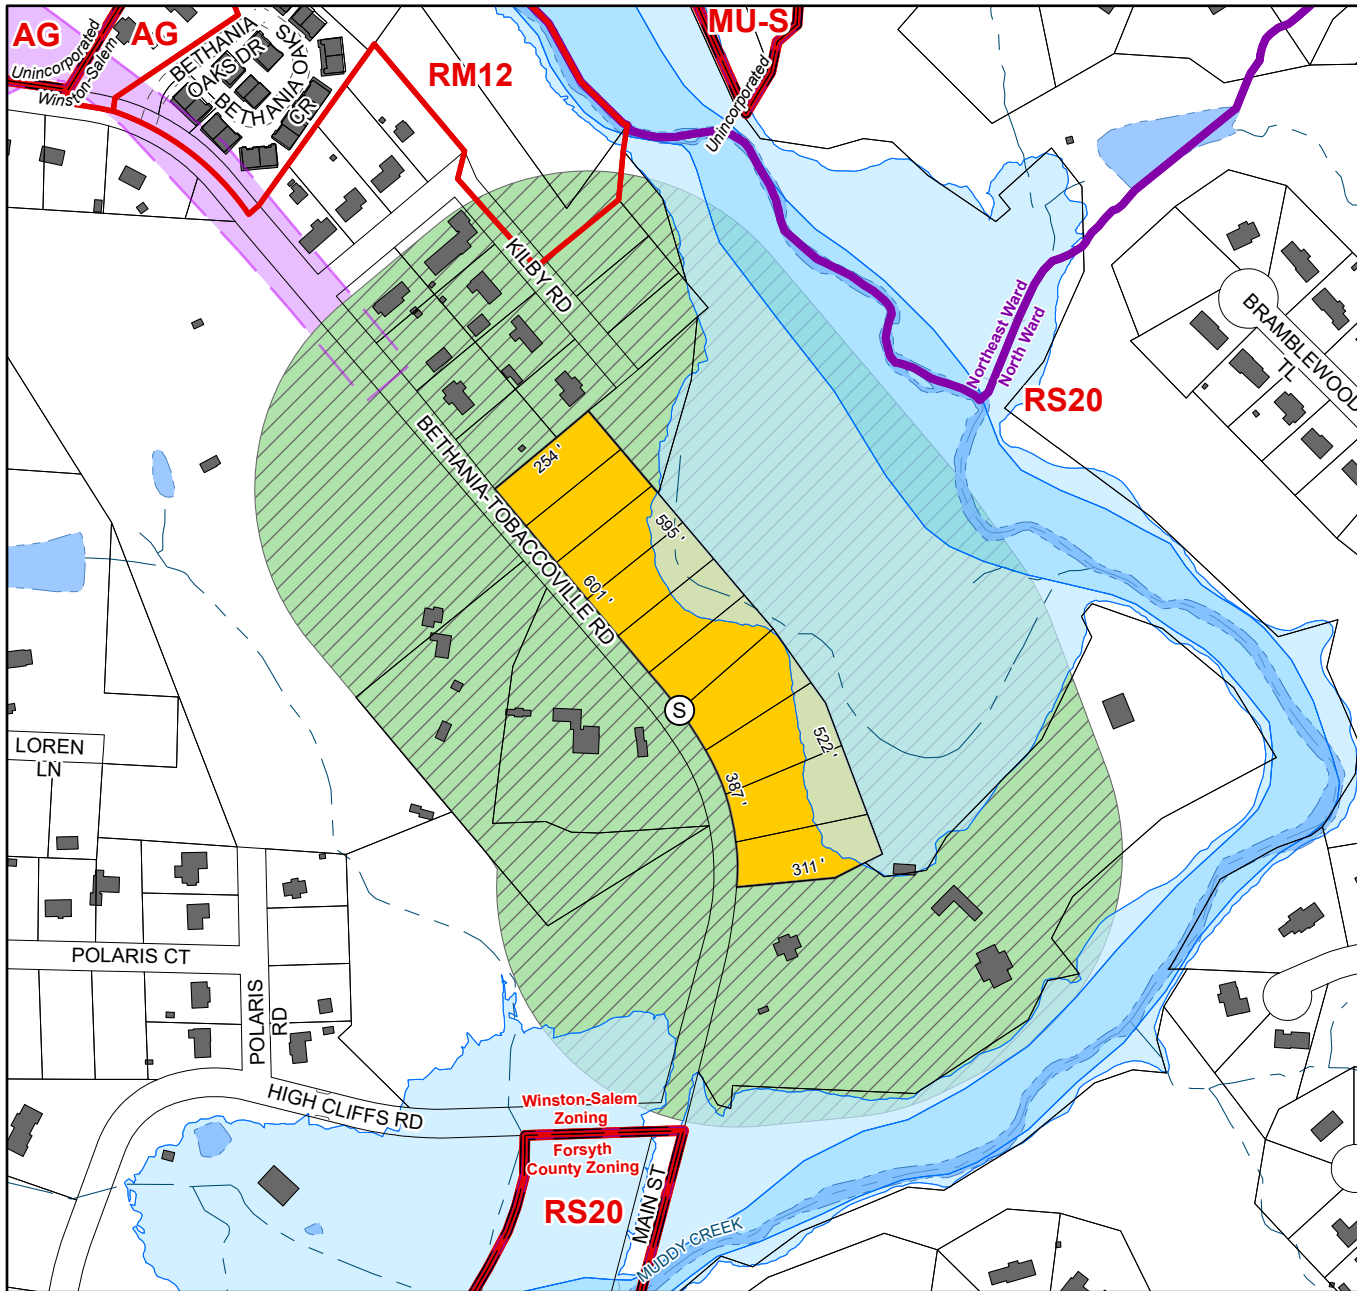 AG
AG
MU-S
Unincorporated
Winston-Salem
BETHANIA
OAKS DR
BETHANIA OAKS
CR
RM12
Unincorporated
KILBY RD
Northeast Ward
North Ward
BRAMBLEWOOD
TL
RS20
BETHANIA-TOBACCOVILLE RD
254 '
595 '
601 '
S
522 '
387 '
311 '
LOREN
LN
POLARIS CT
POLARIS
RD
HIGH CLIFFS RD
Winston-Salem
Zoning
Forsyth
County Zoning
RS20
MAIN ST
MUDDY CREEK